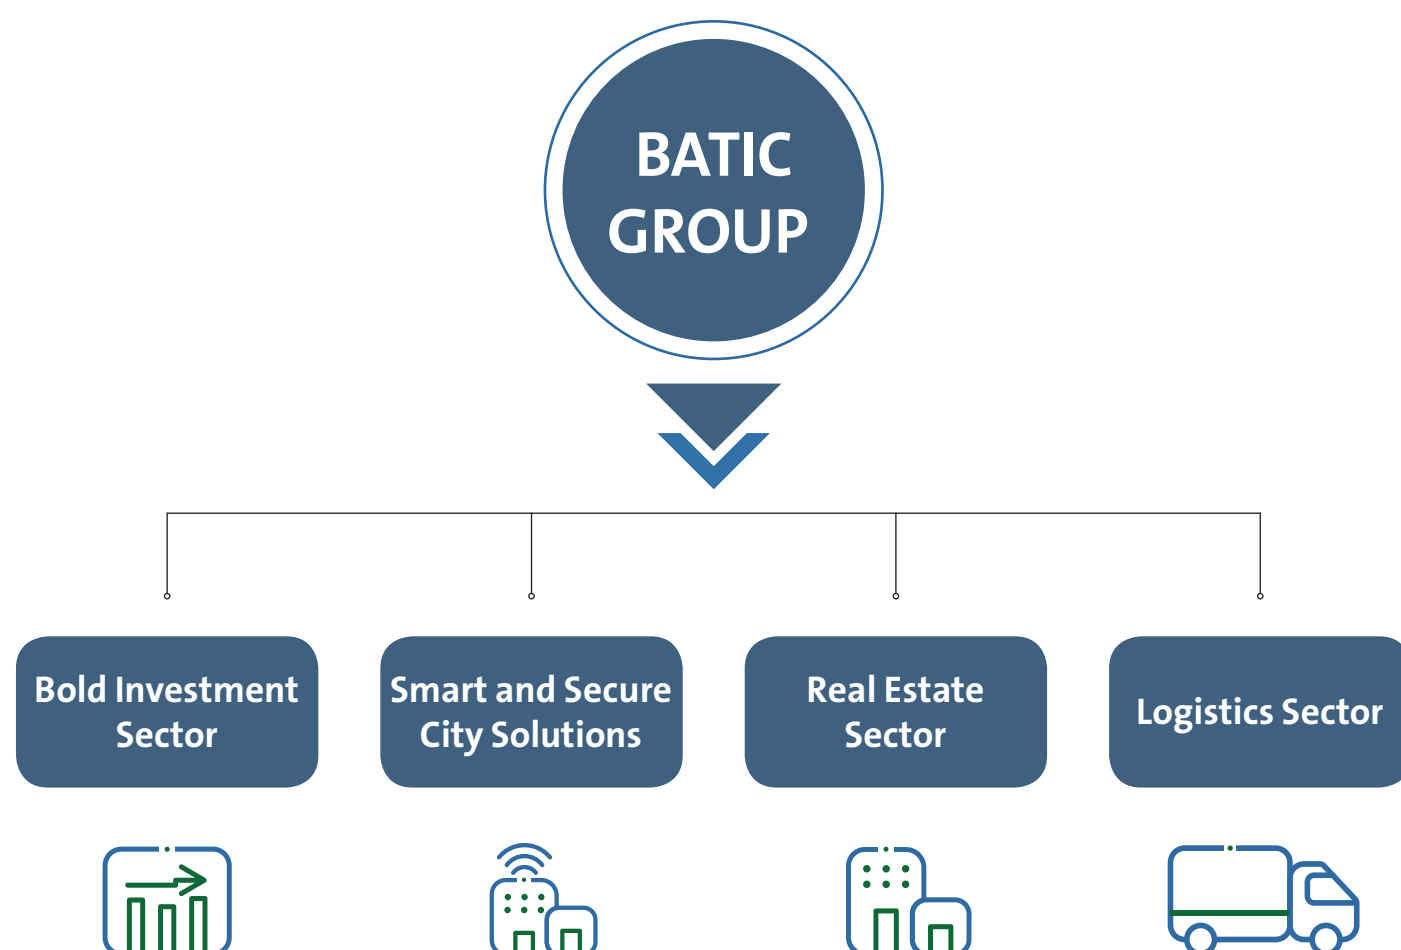 BATIC
GROUP
Bold Investment
Sector
Smart and Secure
City Solutions
Real Estate
Sector
Logistics Sector